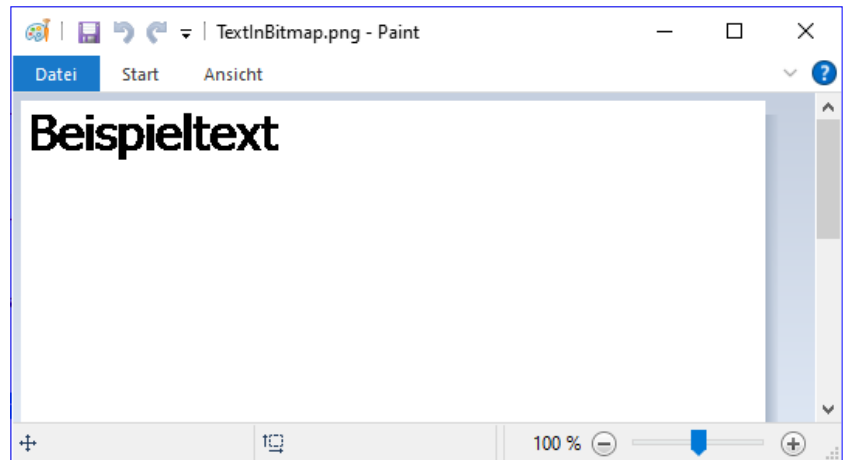 TextInBitmap.png - Paint
Datei Start Ansicht
Beispieltext
100 %